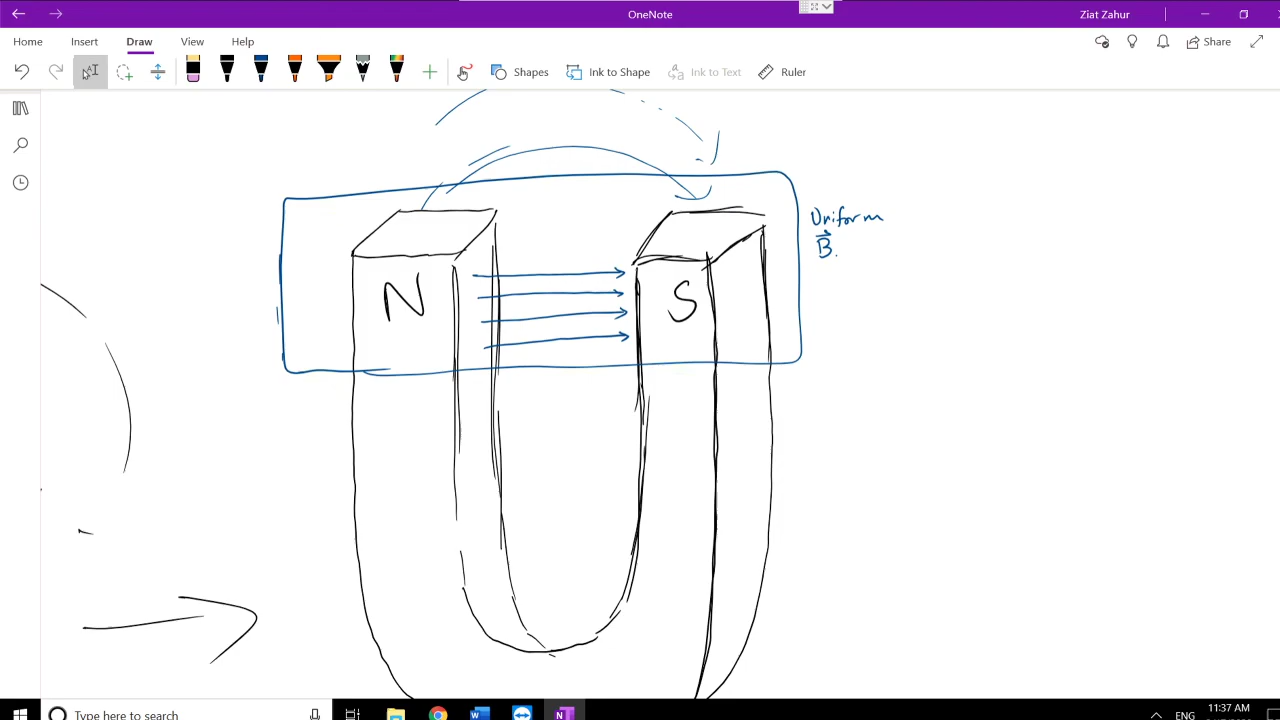 OneNote
Ziat Zahur
Home Insert Draw View Help
Share
Shapes
Ink to Shape
Ink to Text
Ruler
Uniform
B.
N
S
Type here to search
ENG
11:37 AM